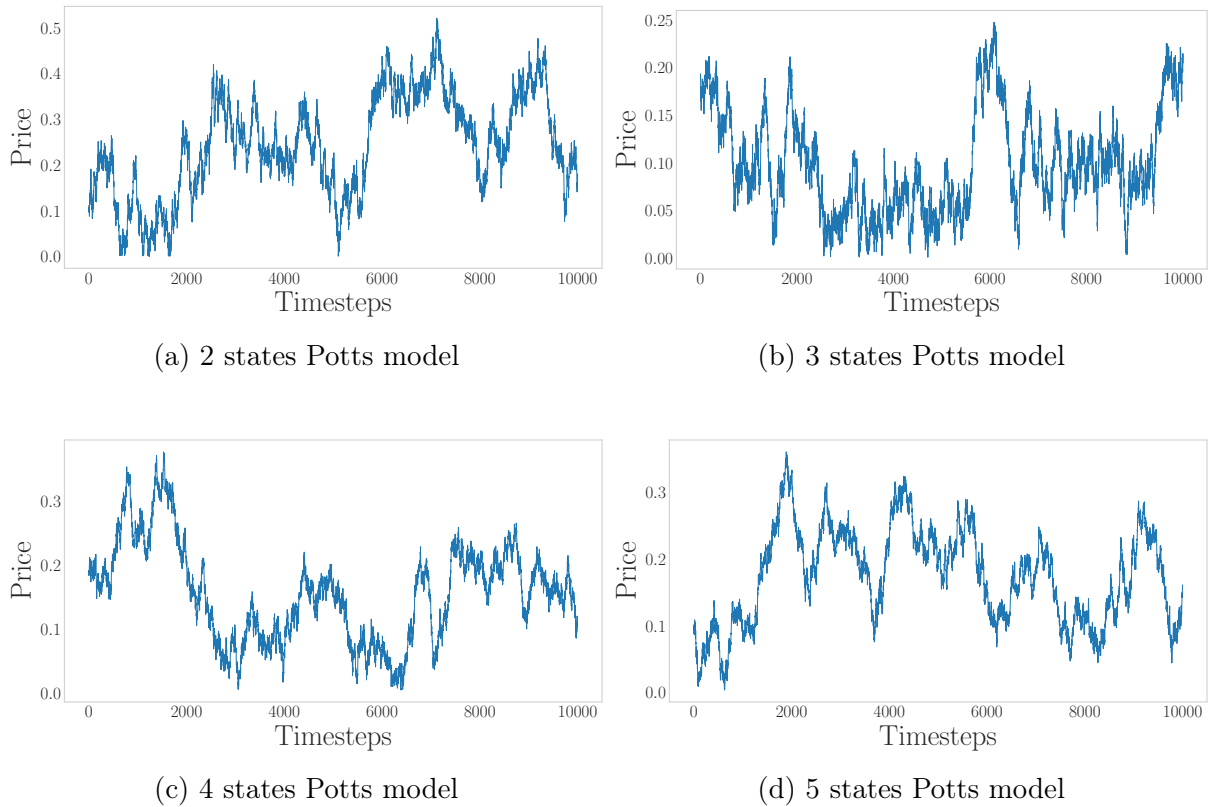 0.5
0.4
0.3
0.2
0.1
0.0
Price
0 2000 4000 6000 8000 10000
Timesteps
(a) 2 states Potts model
0.25
0.20
0.15
0.10
0.05
0.00
Price
0 2000 4000 6000 8000 10000
Timesteps
(b) 3 states Potts model
0.3
0.2
0.1
0.0
Price
0 2000 4000 6000 8000 10000
Timesteps
(c) 4 states Potts model
0.3
0.2
0.1
0.0
Price
0 2000 4000 6000 8000 10000
Timesteps
(d) 5 states Potts model